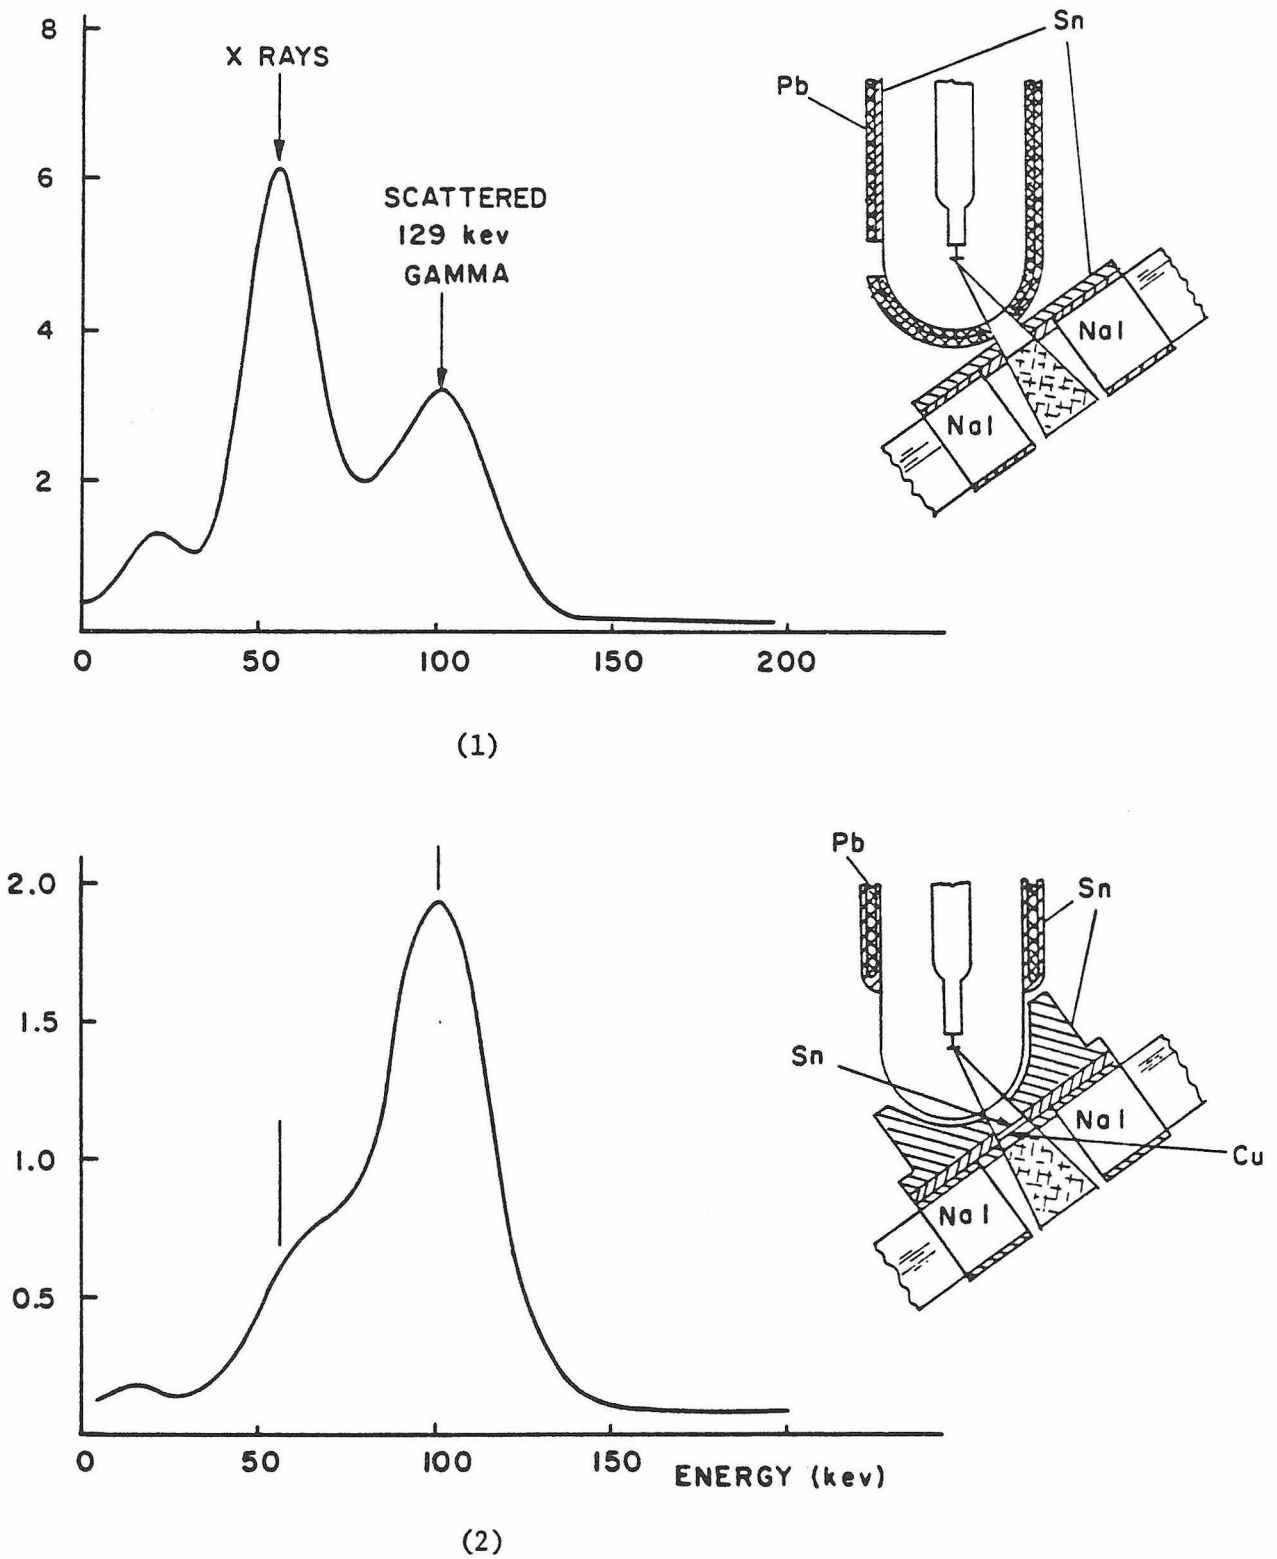 8
6
4
2
X RAYS
SCATTERED
129 kev
GAMMA
Sn
Pb
NaI
NaI
0 50 100 150 200
(1)
2.0
1.5
1.0
0.5
Pb
Sn
Sn
NaI
Cu
NaI
0 50 100 150 ENERGY (kev)
(2)